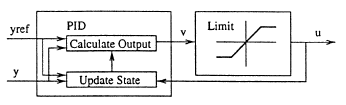 PID
Limit
yref
Calculate Output
v
u
y
Update State